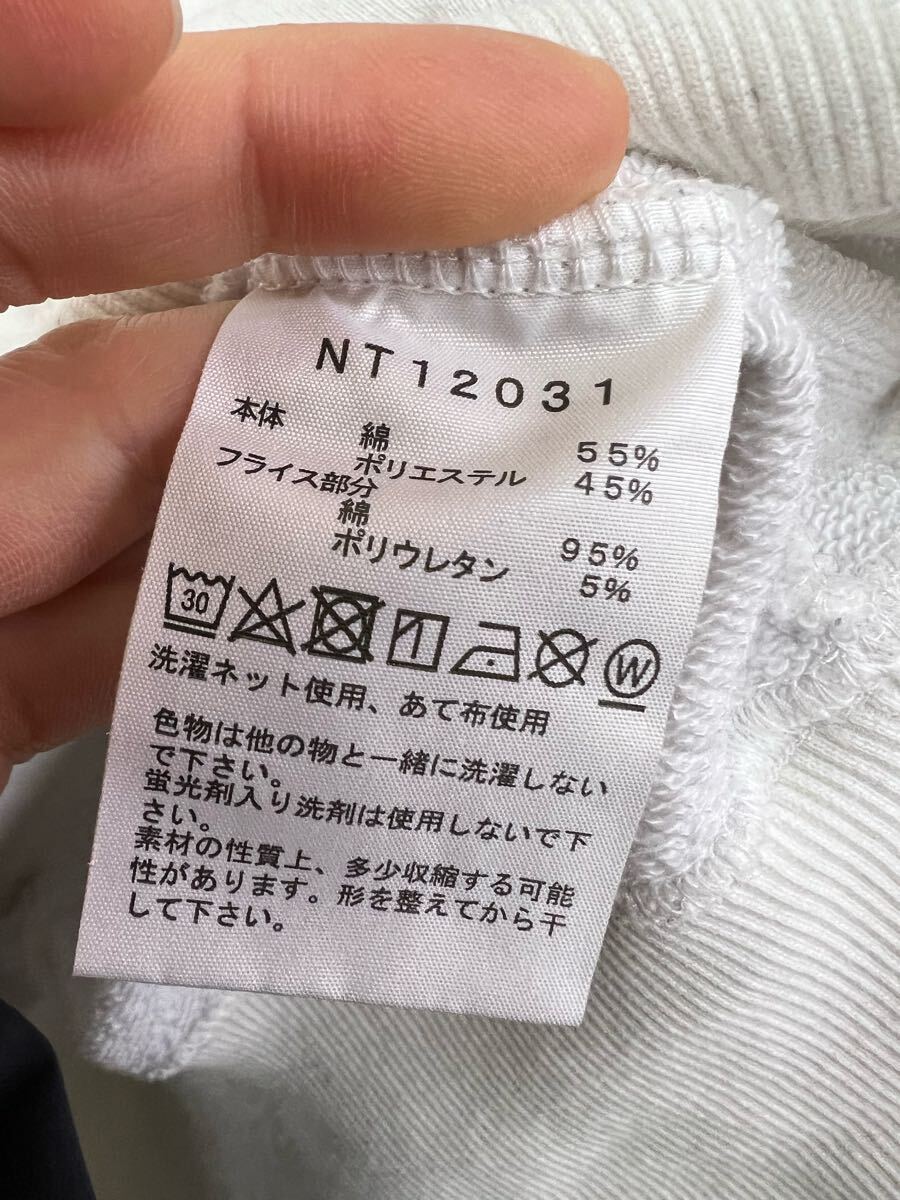 NT12031
本体
綿 55%
ポリエステル 45%
フライス部分
綿 95%
ポリウレタン 5%
30 W
洗濯ネット使用、あて布使用
色物は他の物と一緒に洗濯しない
で下さい。
蛍光剤入り洗剤は使用しないで下
さい。
素材の性質上、多少収縮する可能
性があります。形を整えてから干
して下さい。